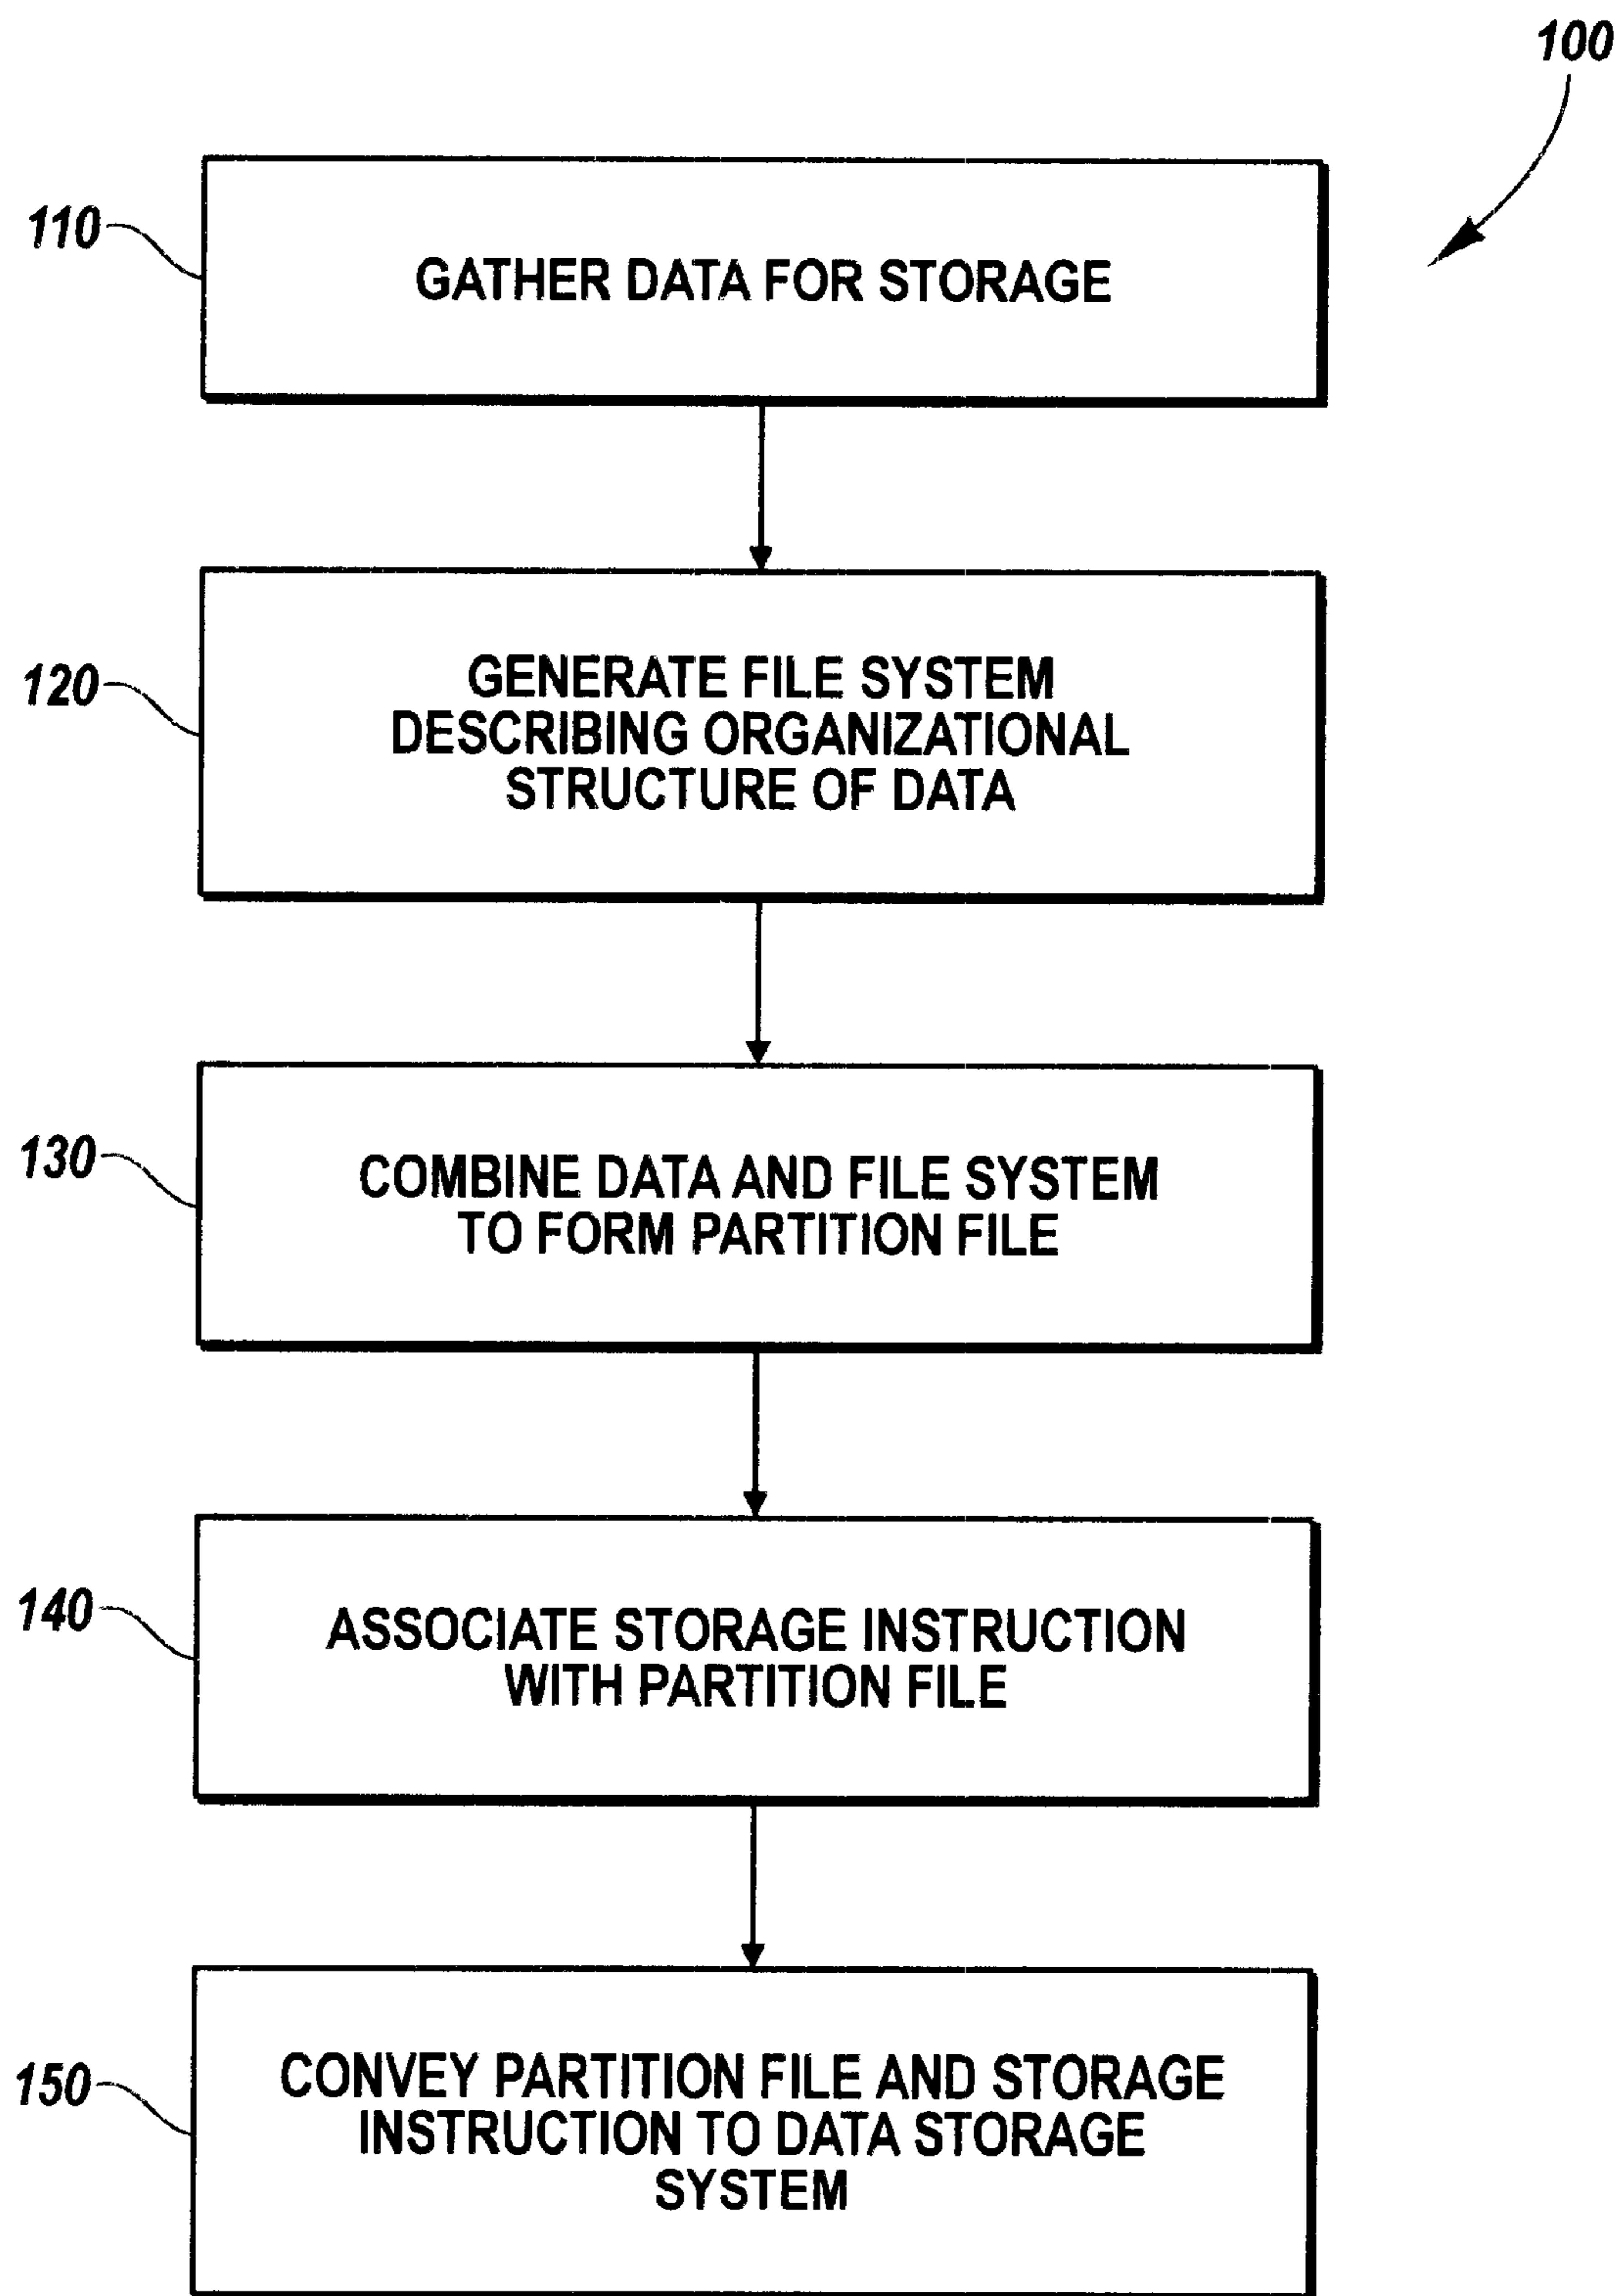 100
110
GATHER DATA FOR STORAGE
120
GENERATE FILE SYSTEM
DESCRIBING ORGANIZATIONAL
STRUCTURE OF DATA
130
COMBINE DATA AND FILE SYSTEM
TO FORM PARTITION FILE
140
ASSOCIATE STORAGE INSTRUCTION
WITH PARTITION FILE
150
CONVEY PARTITION FILE AND STORAGE
INSTRUCTION TO DATA STORAGE
SYSTEM